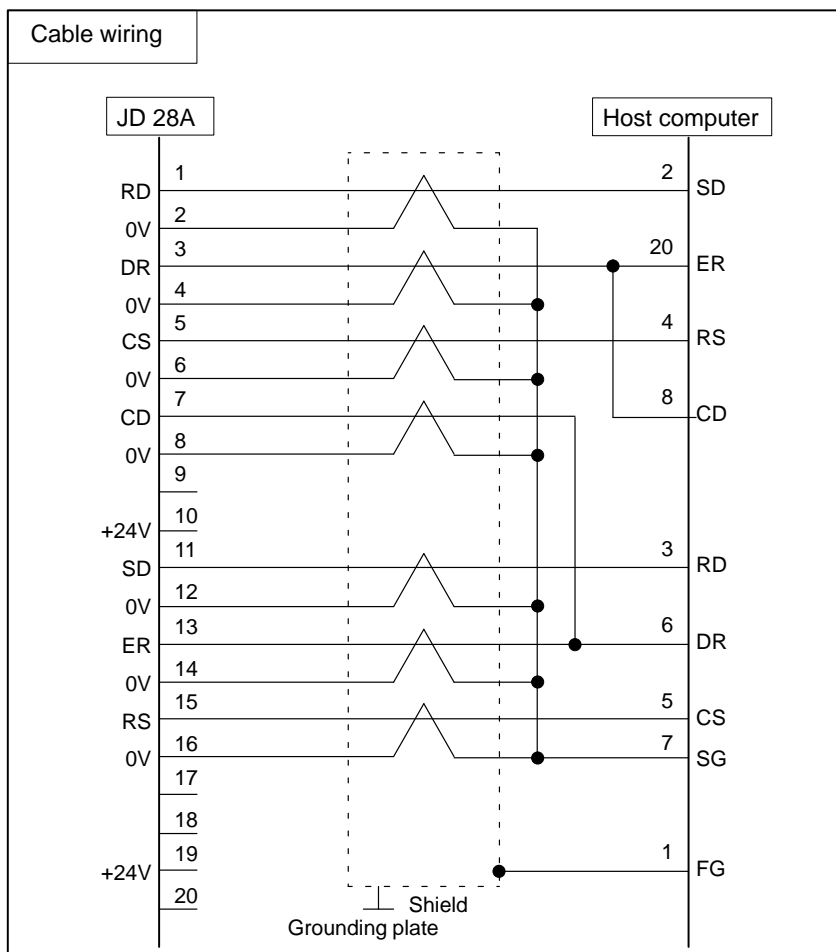 Cable wiring
JD 28A Host computer
1 2
RD SD
2
0V
3 20
DR ER
4
0V
5 4
CS RS
6
0V
7 8
CD CD
8
0V
9
10
+24V
11 3
SD RD
12
0V
13 6
ER DR
14
0V
15 5
RS CS
16 7
0V SG
17
18
19 1
+24V FG
20
Shield
Grounding plate